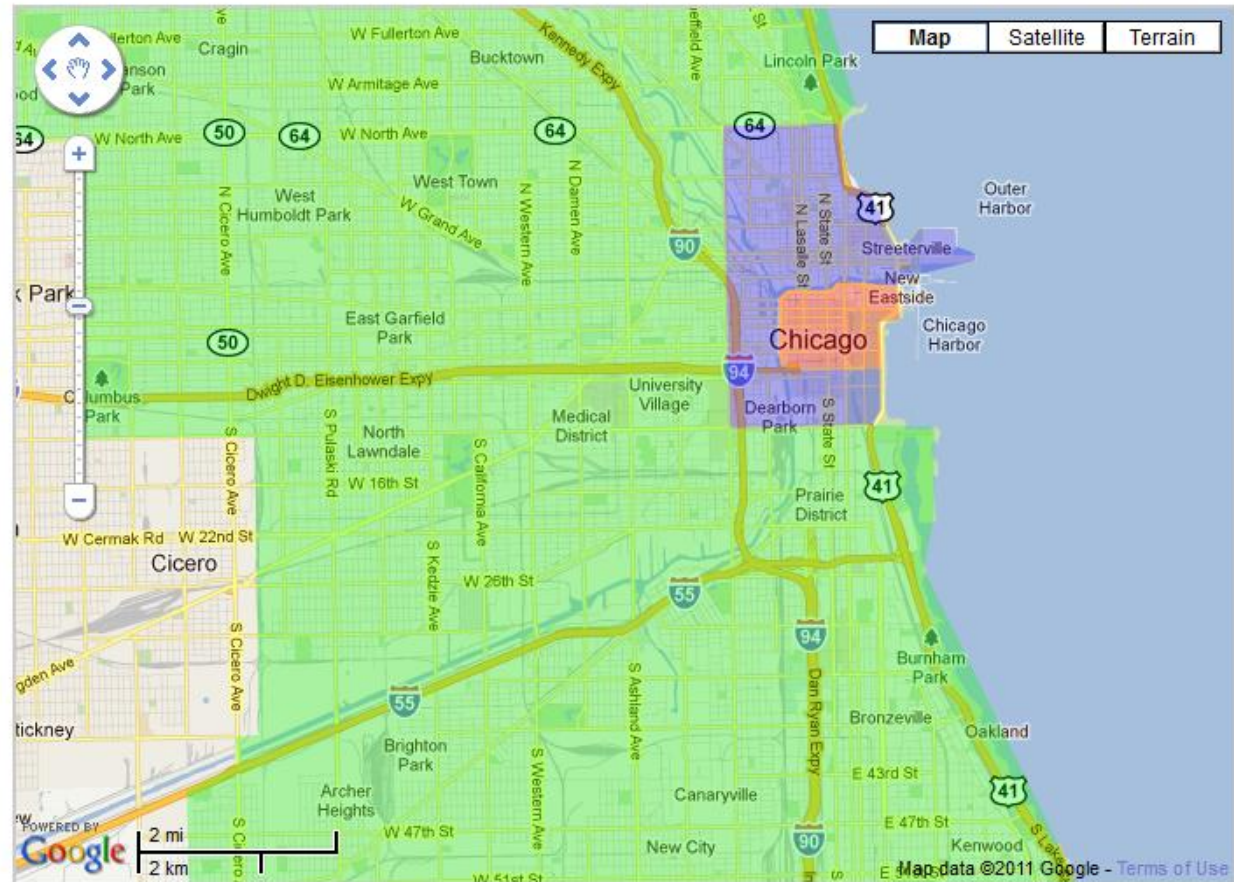 Map
Satellite
Terrain
W Fullerton Ave
Cragin
Bucktown
Kennedy Expy
Lincoln Park
W Armitage Ave
Park
64
W North Ave
50
64
W North Ave
64
64
West
Humboldt Park
West Town
N Cicero Ave
W Grand Ave
N Western Ave
N Damen Ave
90
N Lasalle St
N State St
41
Outer
Harbor
Streeterville
New
Eastside
Chicago
Harbor
Chicago
East Garfield
Park
50
94
Dwight D. Eisenhower Expy
University
Village
Medical
District
Dearborn
Park
S State St
Park
North
Lawndale
S Cicero Ave
S Pulaski Rd
W 16th St
S California Ave
41
Prairie
District
W Cermak Rd
W 22nd St
Cicero
S Kedzie Ave
W 26th St
55
94
S Cicero Ave
S Ashland Ave
Dan Ryan Expy
Burnham
Park
55
Bronzeville
Oakland
Brighton
Park
S Western Ave
Archer
Heights
Canaryville
E 43rd St
41
W 47th St
E 47th St
New City
90
Kenwood
S Cicero
W 51st St
2 mi
2 km
POWERED BY
Google
Map data ©2011 Google - Terms of Use